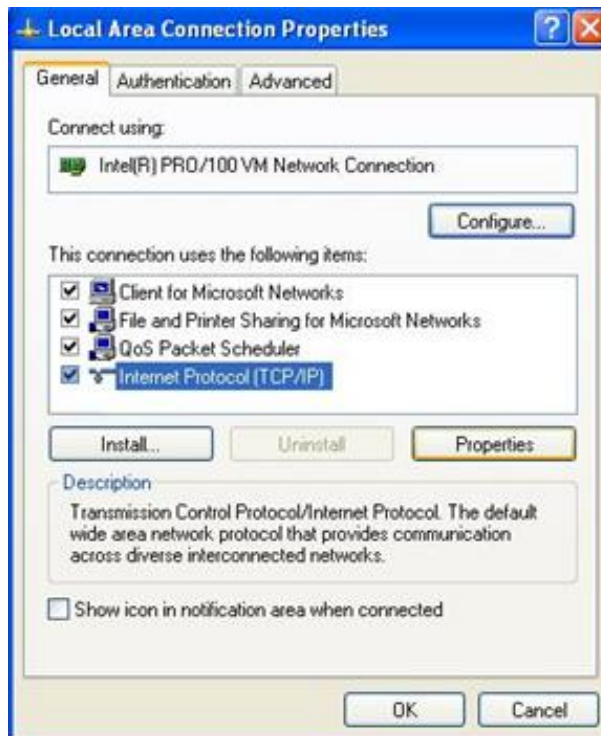 Local Area Connection Properties
General Authentication Advanced
Connect using:
Intel(R) PRO/100 VM Network Connection
Configure...
This connection uses the following items:
Client for Microsoft Networks
File and Printer Sharing for Microsoft Networks
QoS Packet Scheduler
Internet Protocol (TCP/IP)
Install... Uninstall Properties
Description
Transmission Control Protocol/Internet Protocol. The default
wide area network protocol that provides communication
across diverse interconnected networks.
Show icon in notification area when connected
OK Cancel